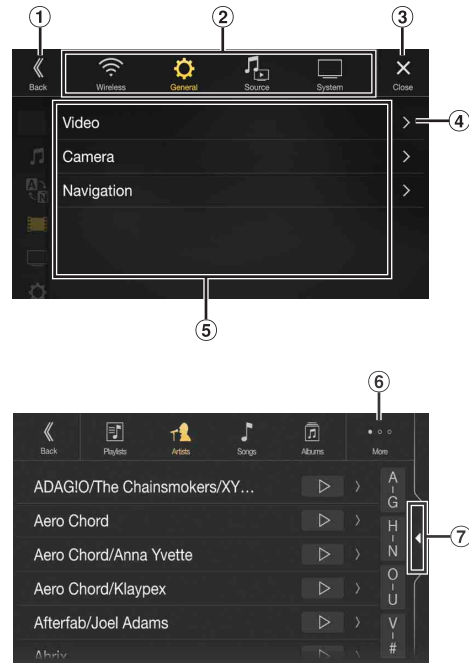 1 2 3
Back Wireless General Source System Close
Video
4
Camera
Navigation
5
6
Back Playlists Artists Songs Albums More
ADAG!O/The Chainsmokers/XY...
A-G
Aero Chord
H-N
7
Aero Chord/Anna Yvette
Aero Chord/Klaypex
O-U
Afterfab/Joel Adams
V-#
Abrix